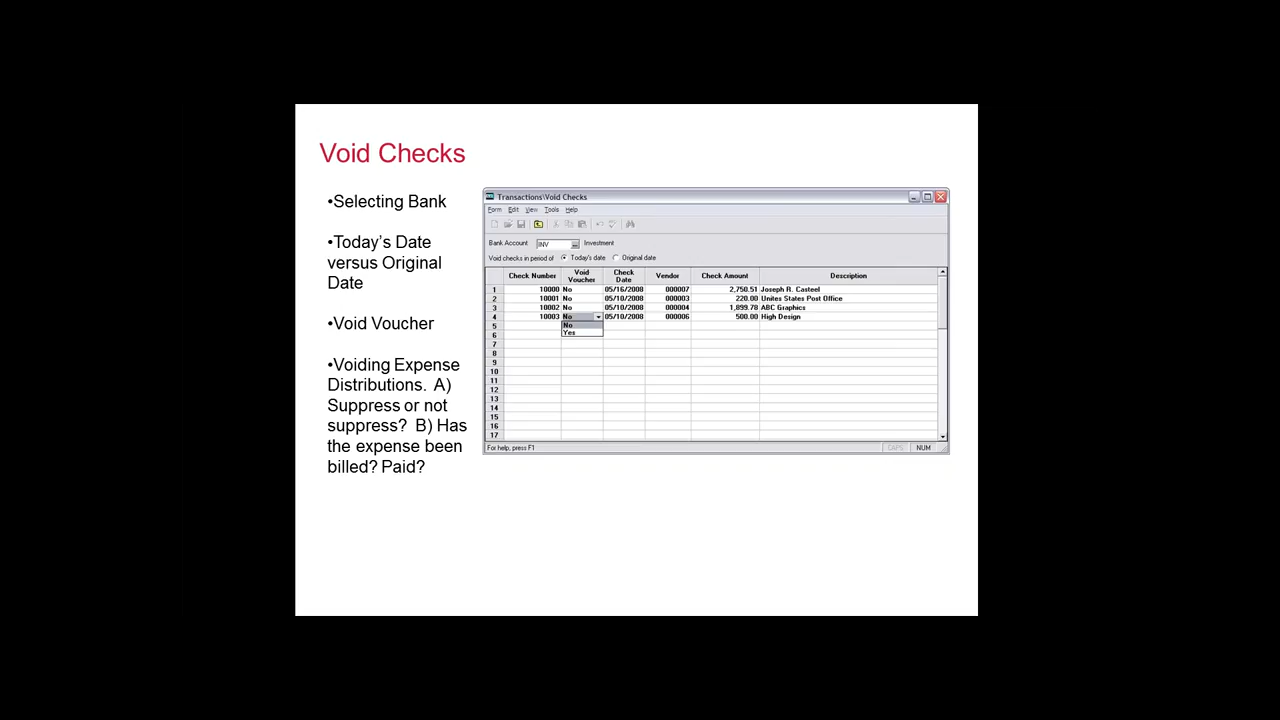 Void Checks
•Selecting Bank
•Today's Date
versus Original
Date
•Void Voucher
•Voiding Expense
Distributions. A)
Suppress or not
suppress? B) Has
the expense been
billed? Paid?
Transactions\Void Checks
Form Edit View Tools Help
Bank Account INV Investment
Void checks in period of Today's date Original date
Check Number Void Voucher Check Date Vendor Check Amount Description
1 10000 No 05/16/2008 000007 2,750.51 Joseph R. Casteel
2 10001 No 05/10/2008 000003 220.00 Unites States Post Office
3 10002 No 05/10/2008 000004 1,899.78 ABC Graphics
4 10003 No 05/10/2008 000006 500.00 High Design
5 No
6 Yes
7
8
9
10
11
12
13
14
15
16
17
For help, press F1 CAPS NUM